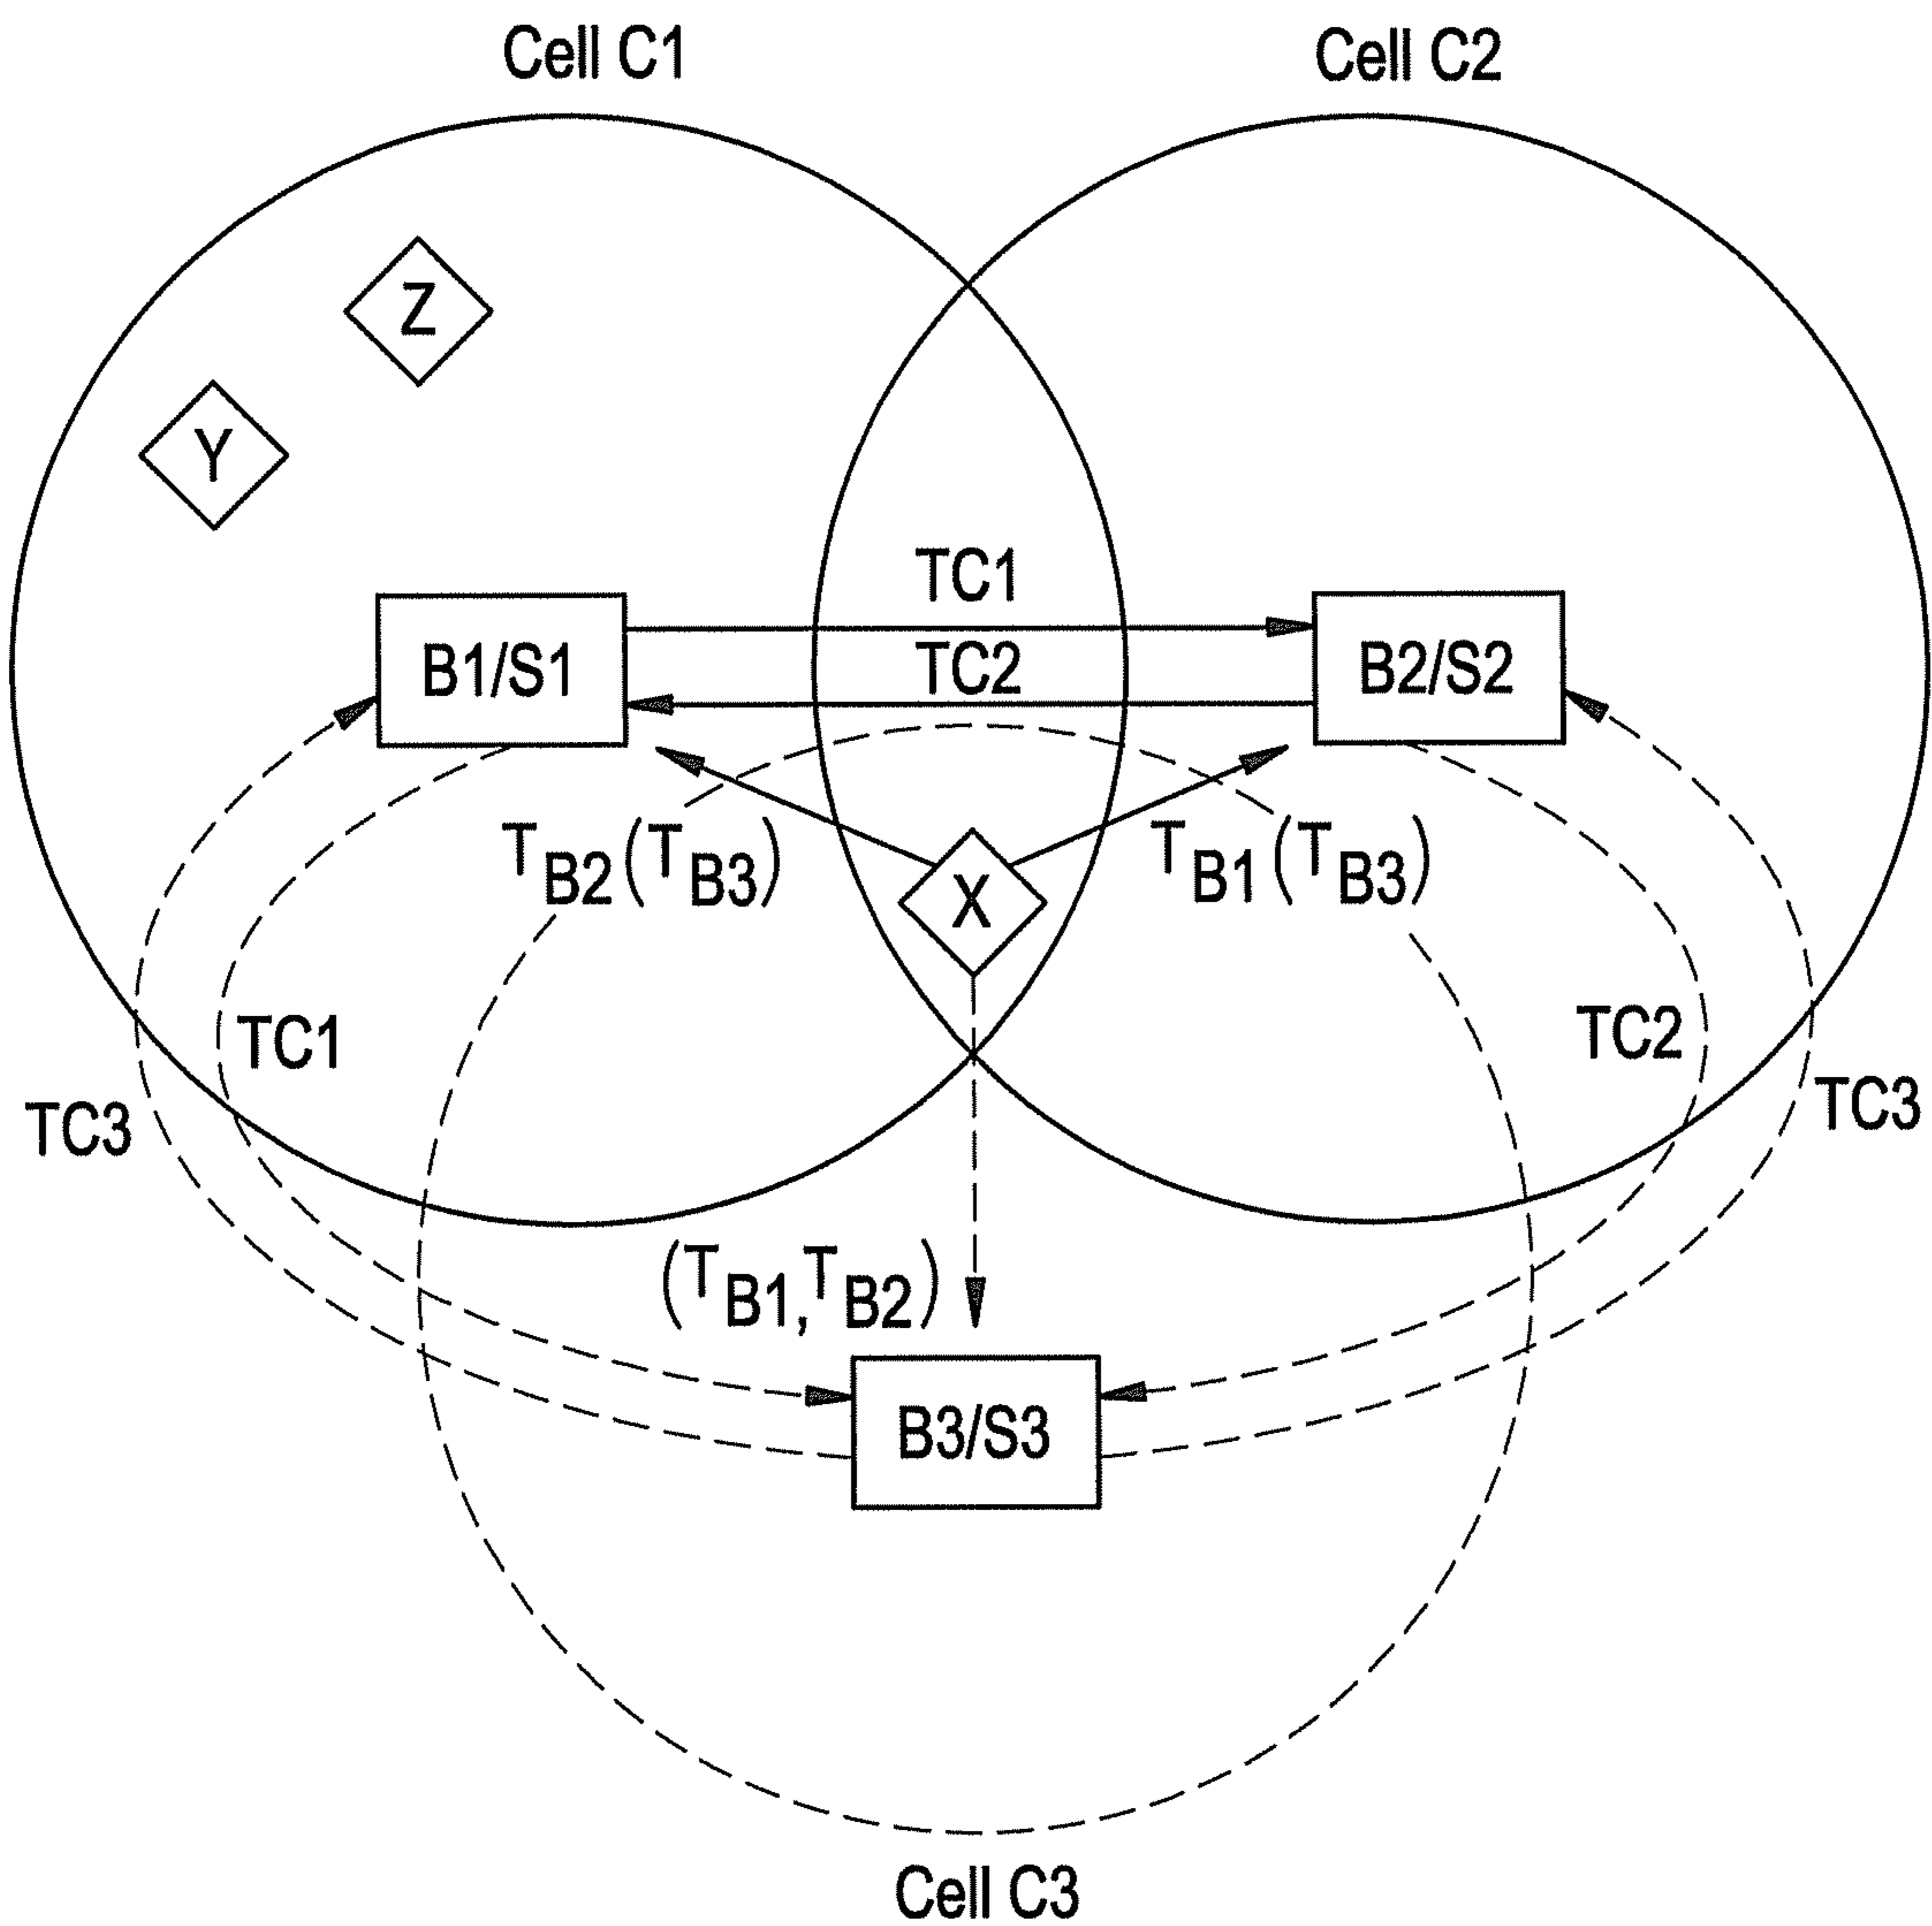 Cell C1
Cell C2
Z
Y
TC1
B1/S1
TC2
B2/S2
TB2(TB3)
X
TB1(TB3)
TC1
TC2
TC3
TC3
(TB1,TB2)
B3/S3
Cell C3